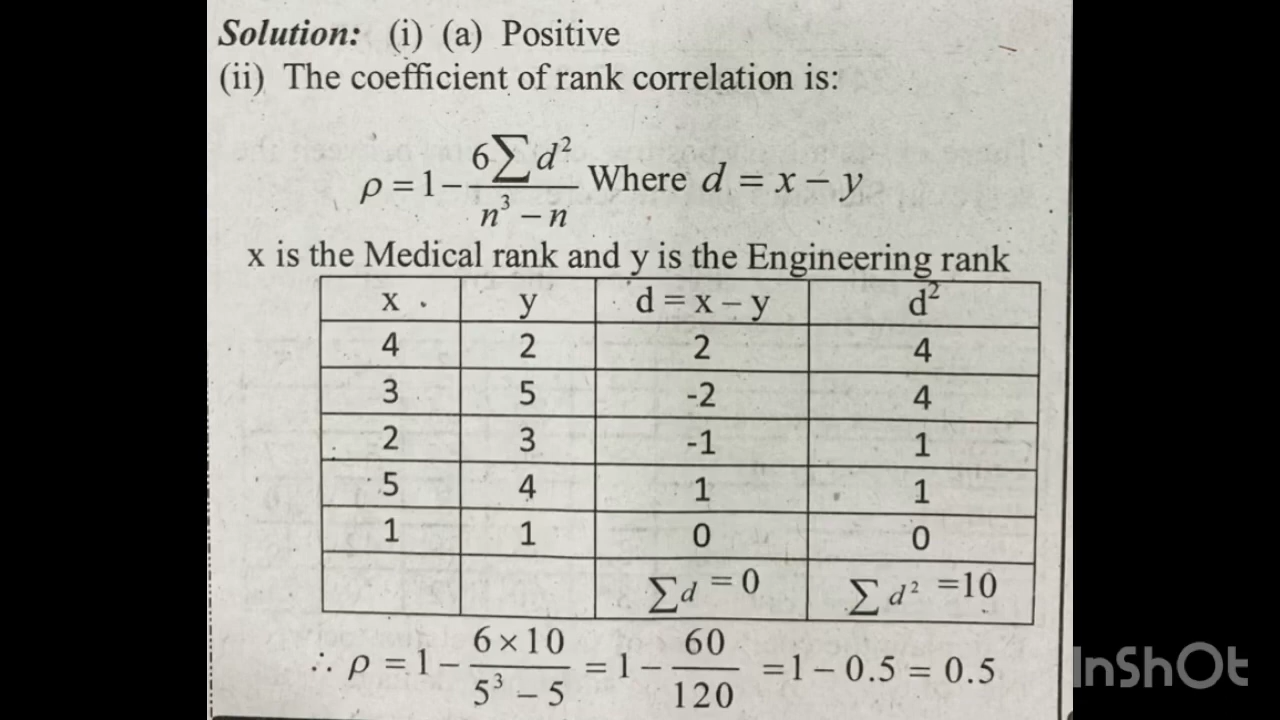 Solution: (i) (a) Positive
(ii) The coefficient of rank correlation is:
ρ = 1 − 6∑d² / n³ − n Where d = x − y
x is the Medical rank and y is the Engineering rank
x y d = x − y d²
4 2 2 4
3 5 -2 4
2 3 -1 1
5 4 1 1
1 1 0 0
∑d = 0 ∑d² =10
∴ ρ = 1 − 6×10 / 5³ − 5 = 1 − 60 / 120 = 1 − 0.5 = 0.5
InShOt